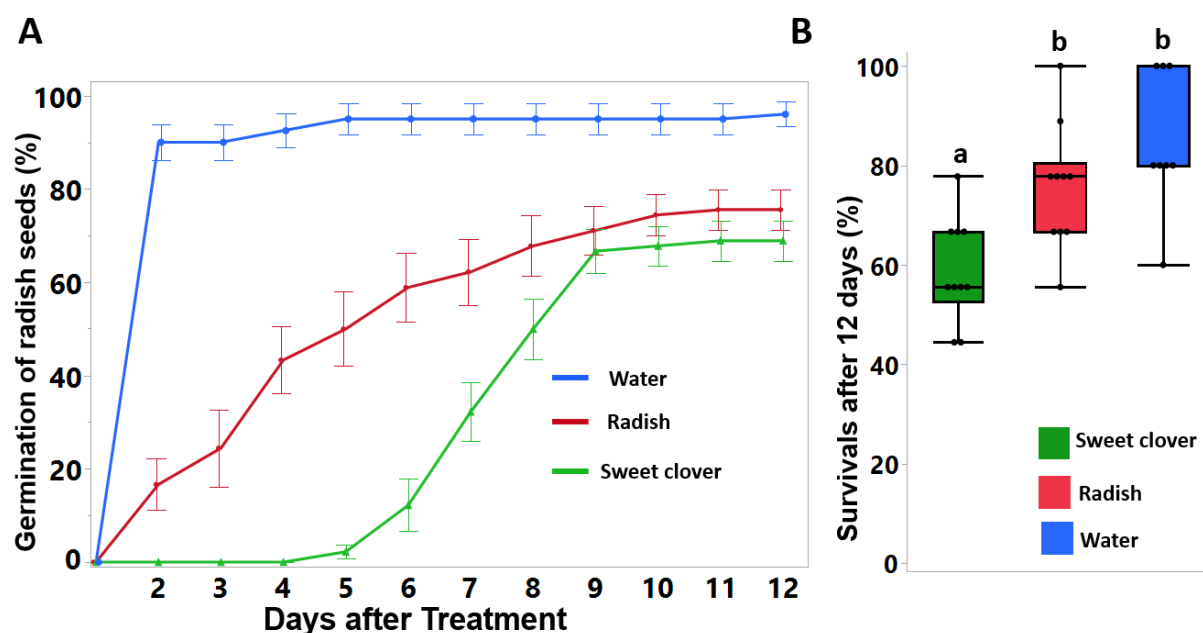 A
Germination of radish seeds (%)
100
80
60
40
20
0
2 3 4 5 6 7 8 9 10 11 12
Days after Treatment
Water
Radish
Sweet clover
B
Survivals after 12 days (%)
100
80
60
40
20
0
a
b
b
Sweet clover
Radish
Water